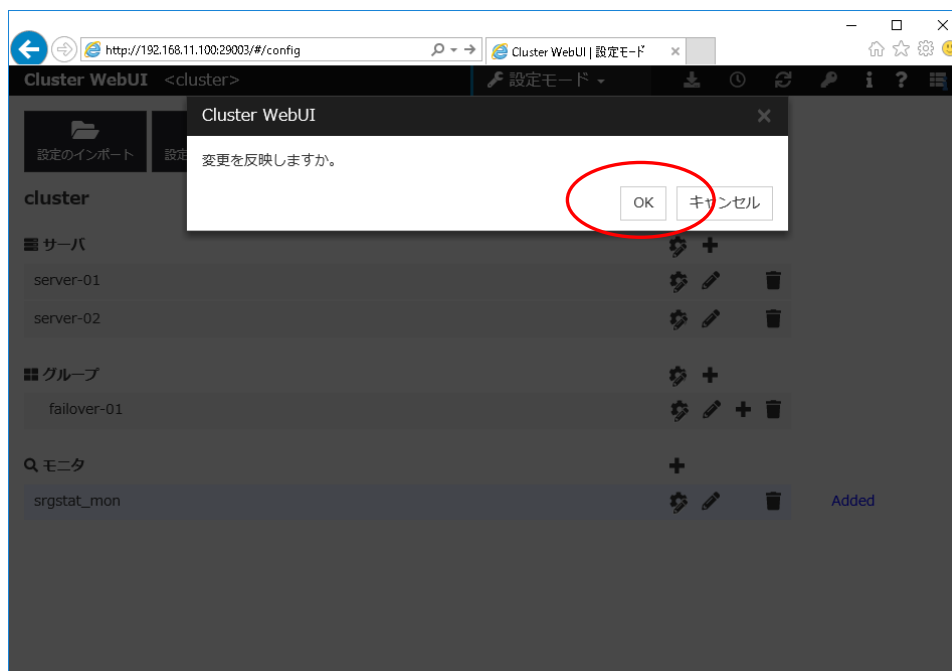 http://192.168.11.100:29003/#/config
Cluster WebUI | 設定モード
Cluster WebUI <cluster>
設定モード
Cluster WebUI
変更を反映しますか。
OK
キャンセル
設定のインポート
設定
cluster
サーバ
server-01
server-02
グループ
failover-01
モニタ
srgstat_mon
Added